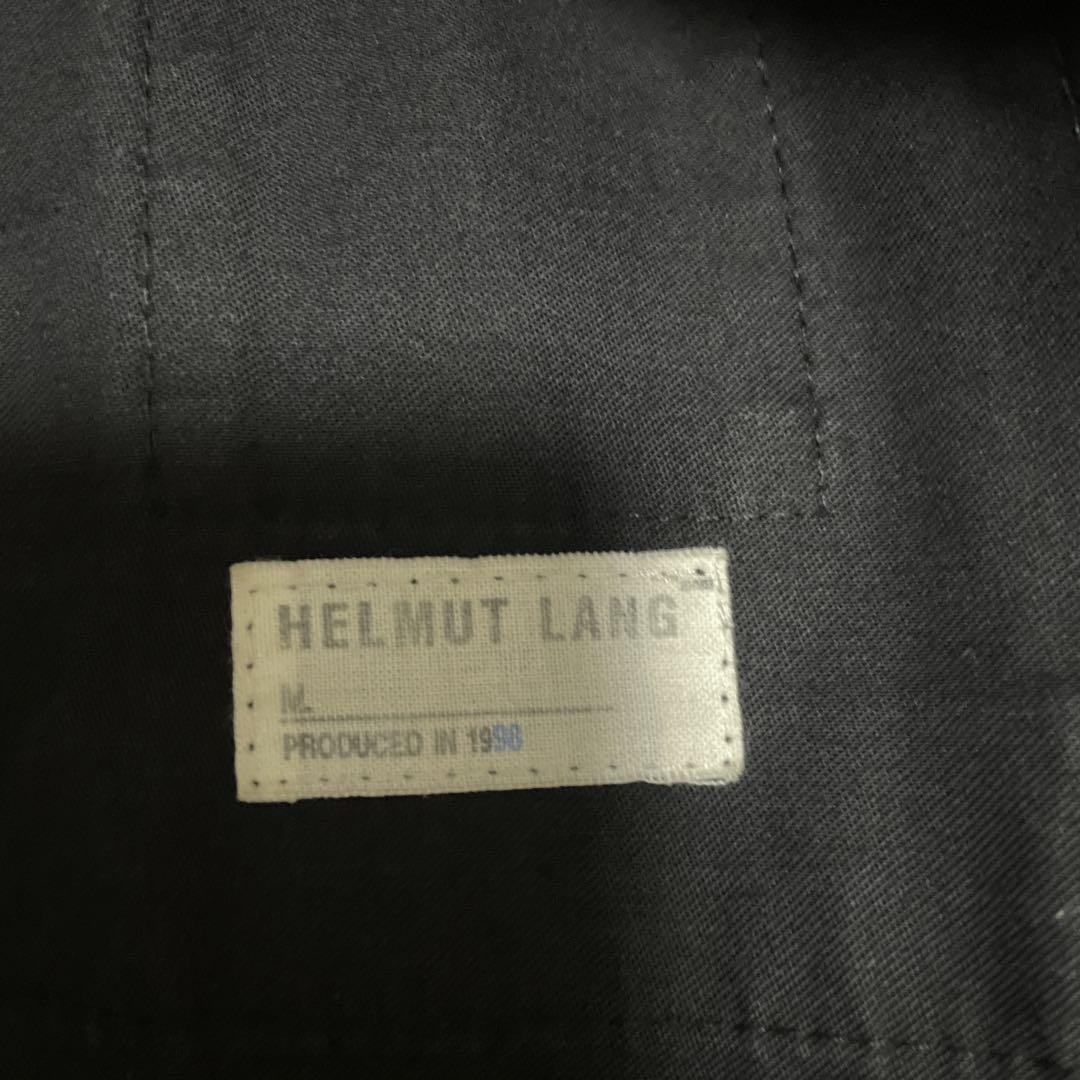 HELMUT LANG
M.
PRODUCED IN 1998